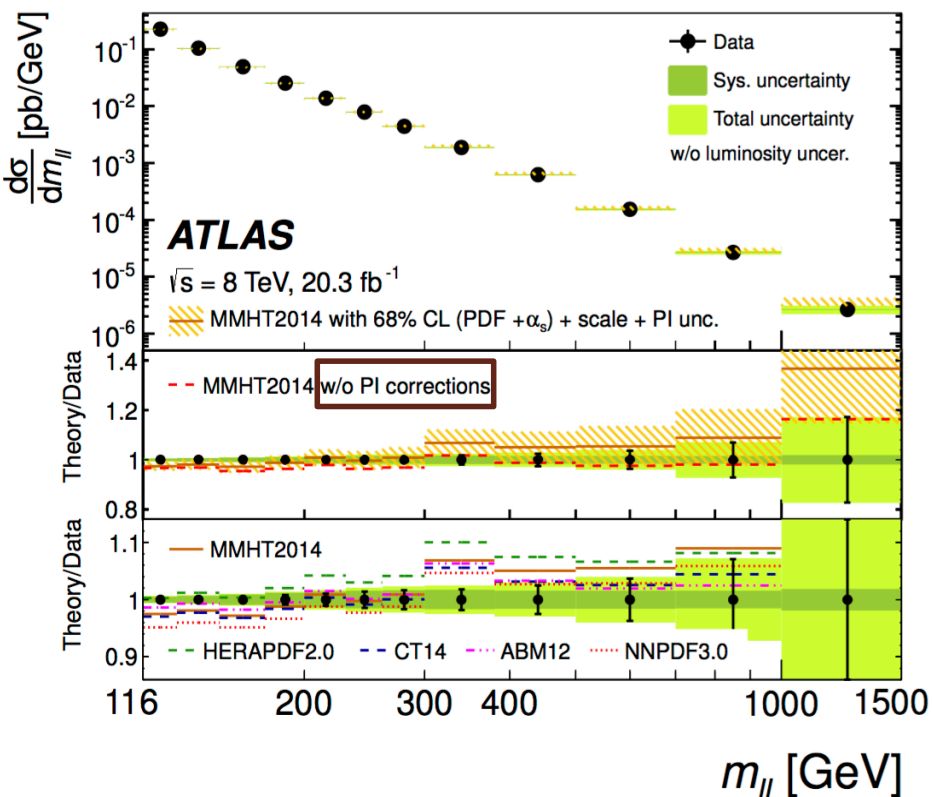 dσ/dm_ll [pb/GeV]
10⁻¹
10⁻²
10⁻³
10⁻⁴
10⁻⁵
10⁻⁶
Data
Sys. uncertainty
Total uncertainty
w/o luminosity uncer.
ATLAS
√s = 8 TeV, 20.3 fb⁻¹
MMHT2014 with 68% CL (PDF +αₛ) + scale + PI unc.
Theory/Data
1.4
1.2
1
0.8
MMHT2014 w/o PI corrections
Theory/Data
1.1
1
0.9
MMHT2014
HERAPDF2.0 CT14 ABM12 NNPDF3.0
116 200 300 400 1000 1500
m_ll [GeV]